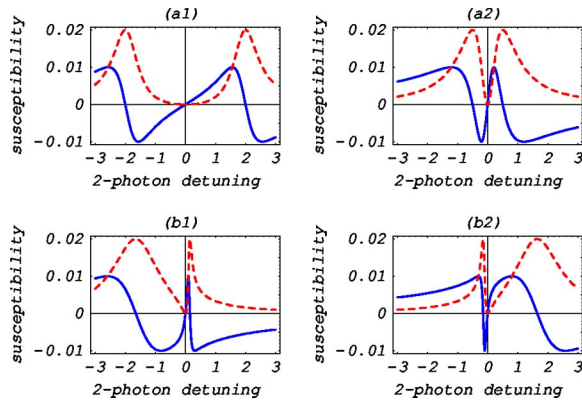 (a1)
susceptibility
0.02
0.01
0
-0.01
-3 -2 -1 0 1 2 3
2-photon detuning
(a2)
susceptibility
0.02
0.01
0
-0.01
-3 -2 -1 0 1 2 3
2-photon detuning
(b1)
susceptibility
0.02
0.01
0
-0.01
-3 -2 -1 0 1 2 3
2-photon detuning
(b2)
susceptibility
0.02
0.01
0
-0.01
-3 -2 -1 0 1 2 3
2-photon detuning